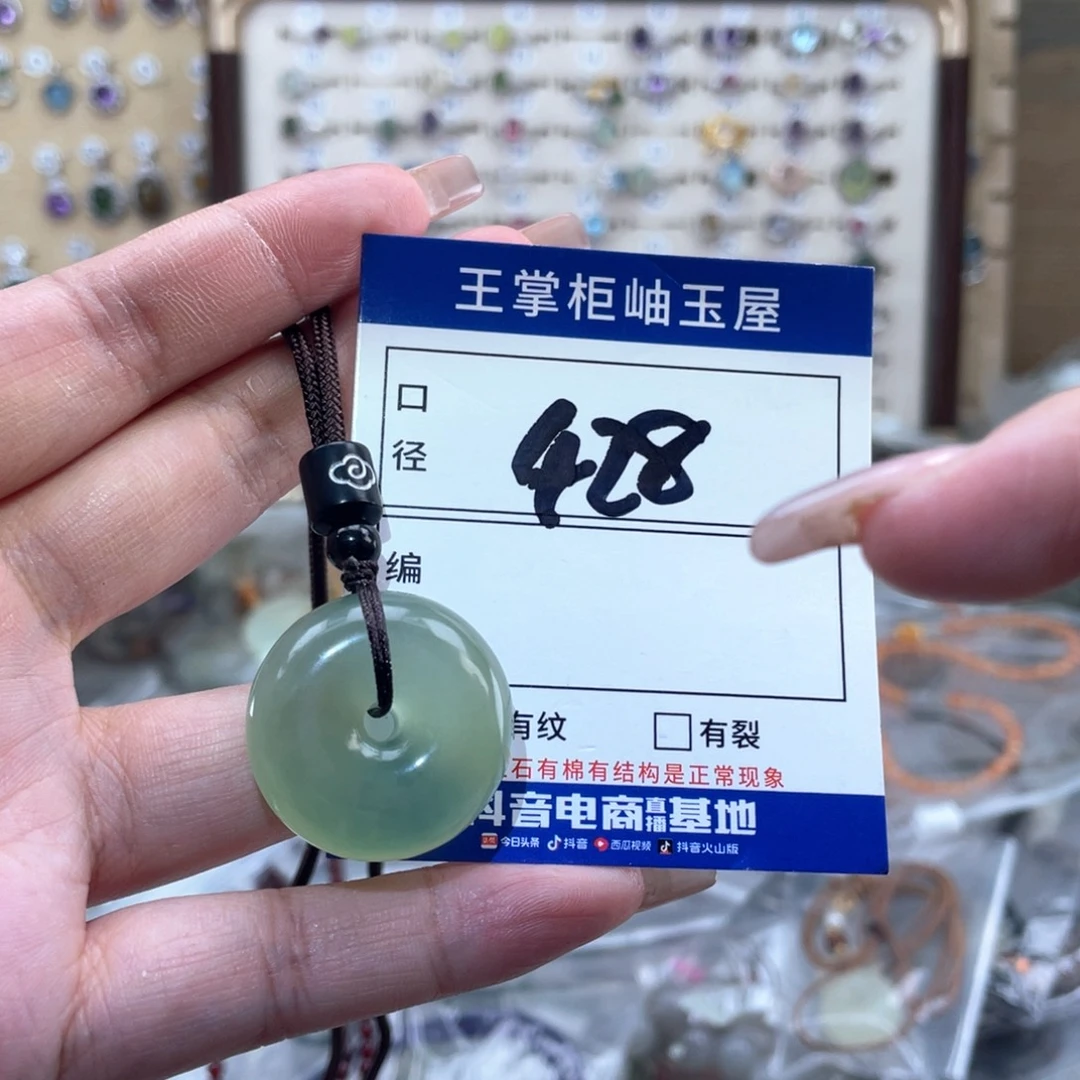 王掌柜岫玉屋
口径
428
编
有纹 □有裂
石有棉有结构是正常现象
抖音电商直播基地
今日头条 抖音 西瓜视频 抖音火山版